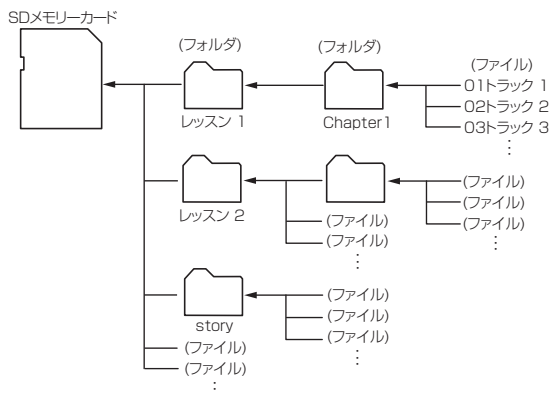 SDメモリーカード
(フォルダ)
(フォルダ)
(ファイル)
01トラック 1
02トラック 2
03トラック 3
⋮
レッスン 1
Chapter1
(ファイル)
(ファイル)
(ファイル)
⋮
レッスン 2
(ファイル)
(ファイル)
⋮
story
(ファイル)
(ファイル)
(ファイル)
⋮
(ファイル)
(ファイル)
⋮